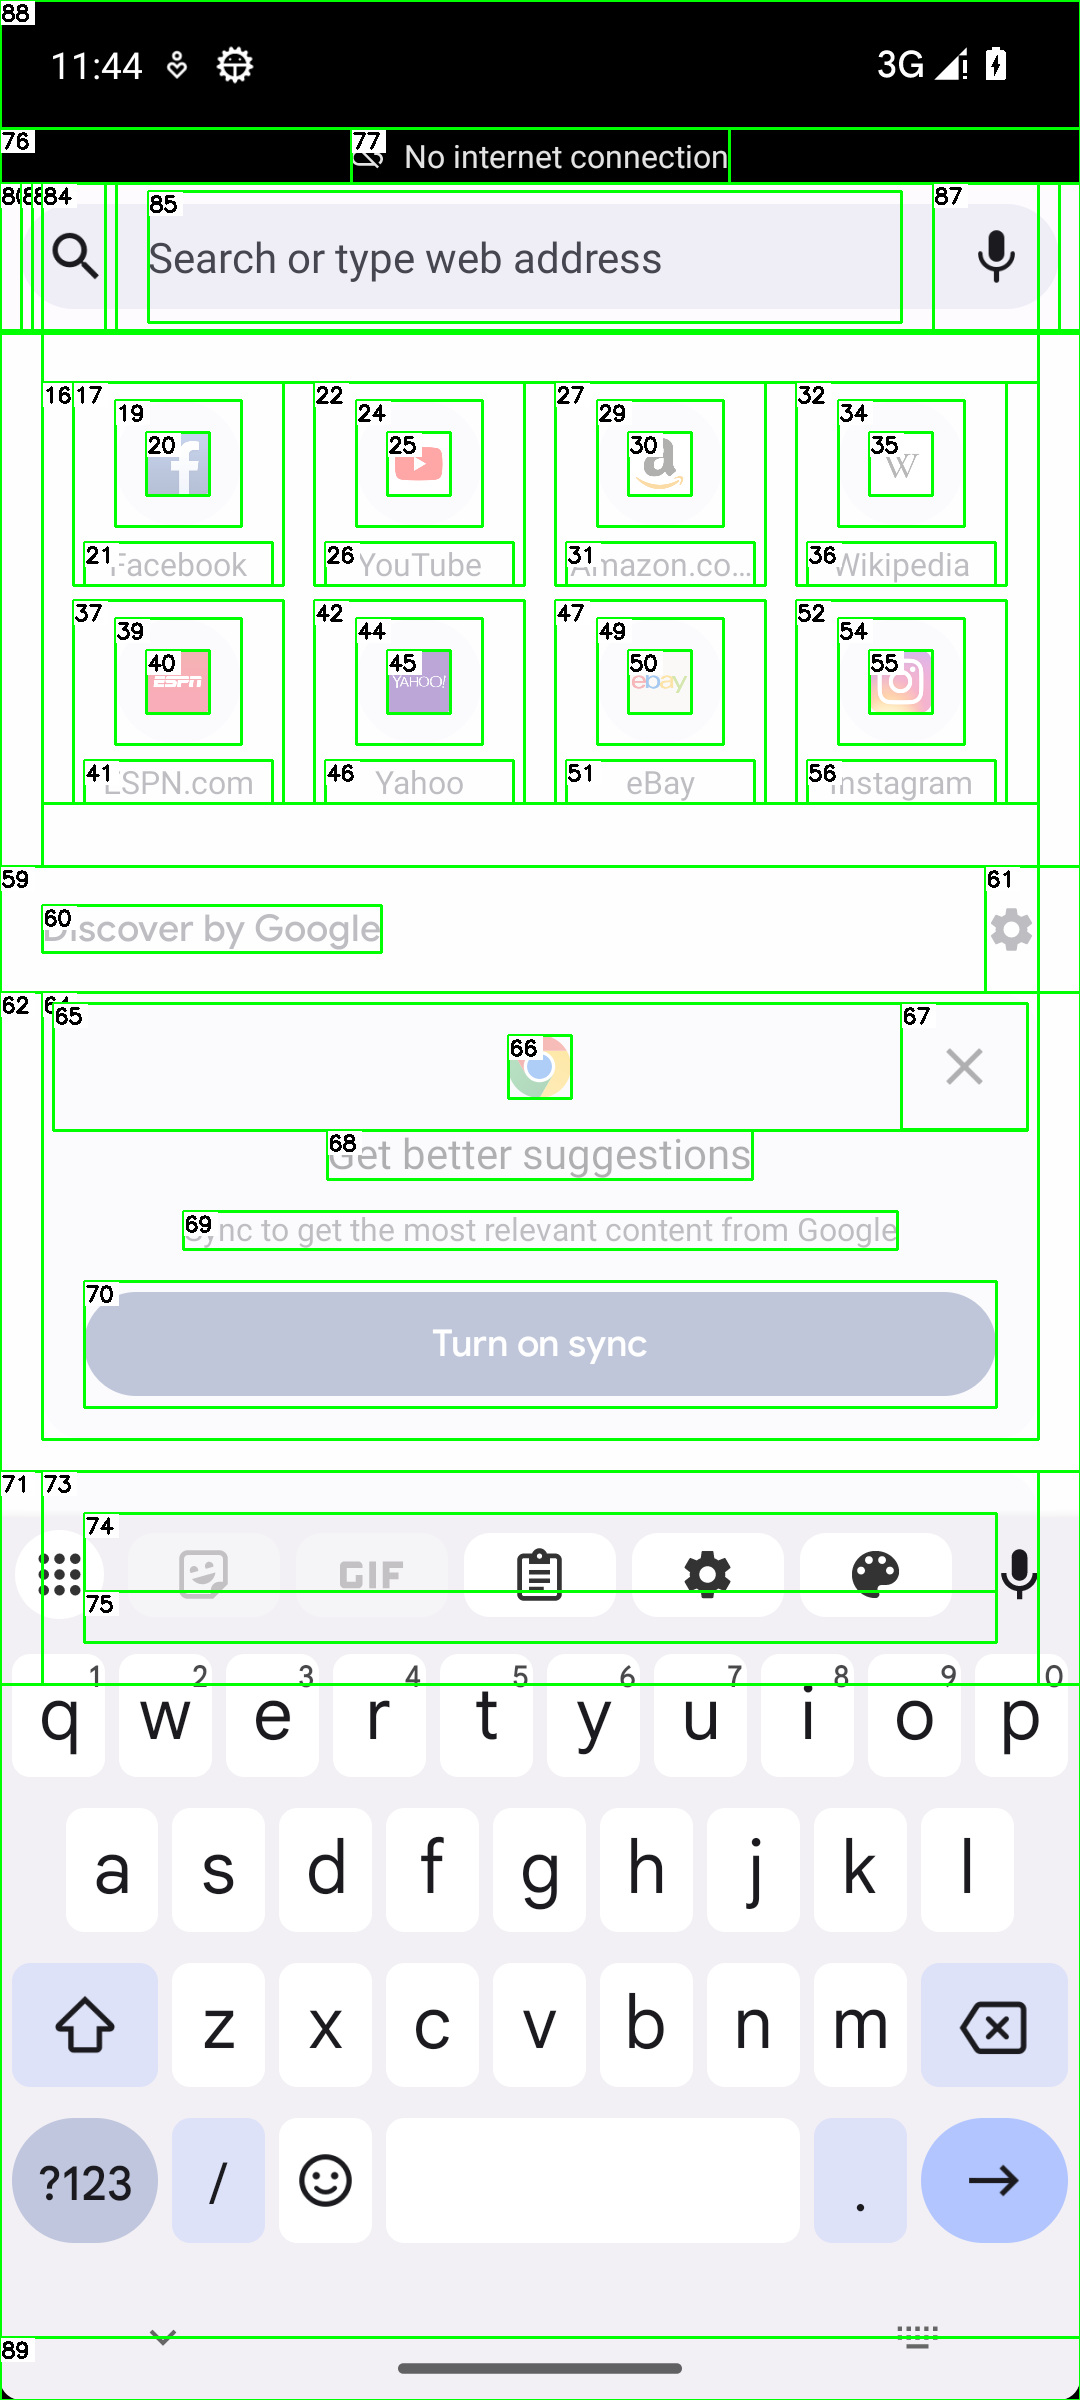 88
11:44 3G
76 77 No internet connection
84 85 Search or type web address 87
16 17 22 27 32
19 24 29 34
20 25 30 35
21 Facebook 26 YouTube 31 Amazon.co... 36 Wikipedia
37 42 47 52
39 44 49 54
40 ESPN 45 YAHOO! 50 ebay 55
41 ESPN.com 46 Yahoo 51 eBay 56 Instagram
59 61
60 Discover by Google
62 64 65 67
66
68 Get better suggestions
69 Sync to get the most relevant content from Google
70
Turn on sync
71 73
74
GIF
75
1 2 3 4 5 6 7 8 9 0
q w e r t y u i o p
a s d f g h j k l
z x c v b n m
?123 / .
89